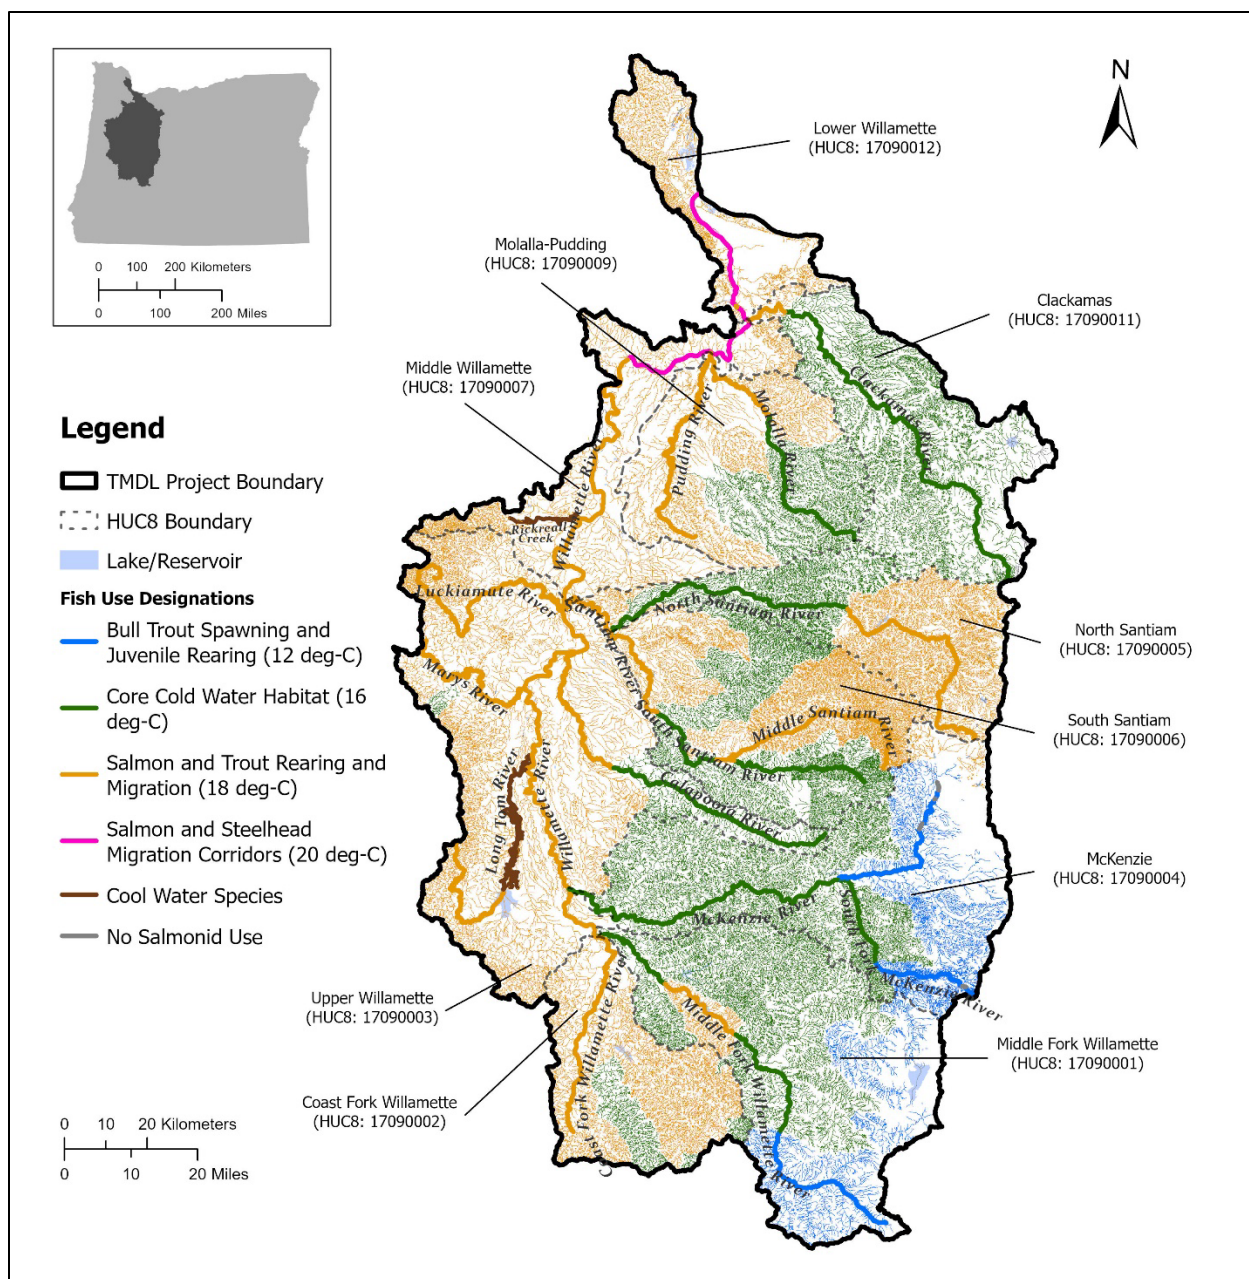 N
0 100 200 Kilometers
0 100 200 Miles
Lower Willamette
(HUC8: 17090012)
Molalla-Pudding
(HUC8: 17090009)
Clackamas
(HUC8: 17090011)
Middle Willamette
(HUC8: 17090007)
Legend
TMDL Project Boundary
HUC8 Boundary
Lake/Reservoir
Fish Use Designations
Bull Trout Spawning and
Juvenile Rearing (12 deg-C)
Core Cold Water Habitat (16
deg-C)
Salmon and Trout Rearing and
Migration (18 deg-C)
Salmon and Steelhead
Migration Corridors (20 deg-C)
Cool Water Species
No Salmonid Use
Clackamas River
Molalla River
Pudding River
Willamette River
Rickreall
Creek
Luckiamute River
Santiam River
North Santiam River
North Santiam
(HUC8: 17090005)
Marys River
South Santiam River
Middle Santiam River
South Santiam
(HUC8: 17090006)
Long Tom River
Willamette River
Calapooia River
McKenzie
(HUC8: 17090004)
McKenzie River
South Fork McKenzie River
Upper Willamette
(HUC8: 17090003)
Coast Fork Willamette River
Middle Fork Willamette River
Middle Fork Willamette
(HUC8: 17090001)
Coast Fork Willamette
(HUC8: 17090002)
0 10 20 Kilometers
0 10 20 Miles